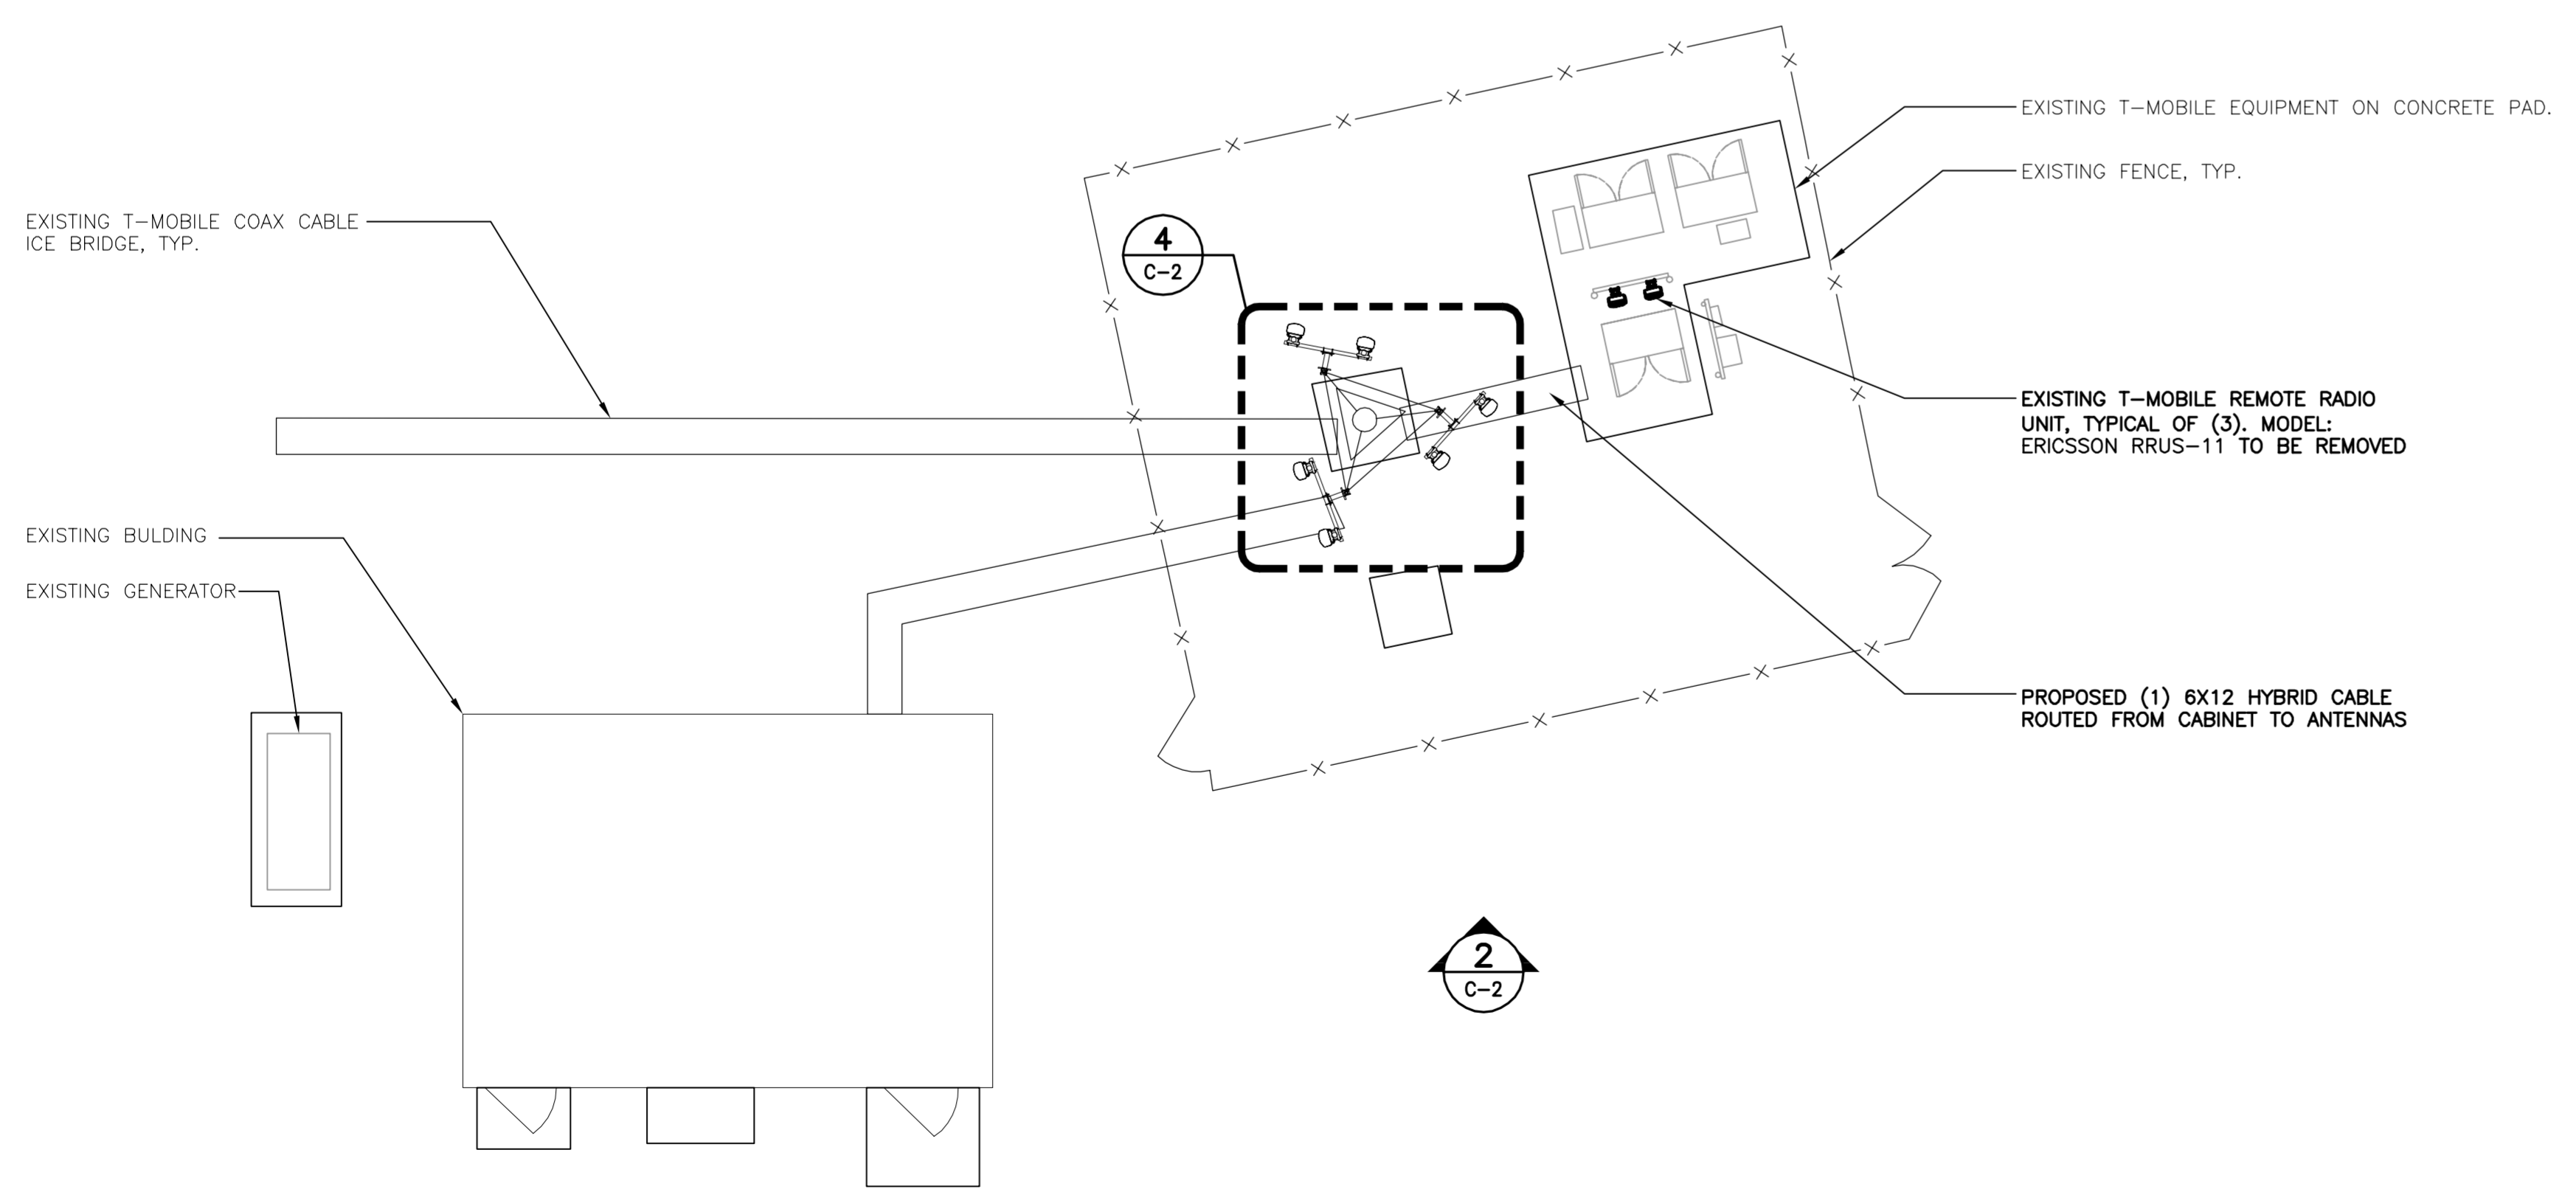 EXISTING T-MOBILE EQUIPMENT ON CONCRETE PAD.
EXISTING FENCE, TYP.
EXISTING T-MOBILE COAX CABLE
ICE BRIDGE, TYP.
4
C-2
EXISTING T-MOBILE REMOTE RADIO
UNIT, TYPICAL OF (3). MODEL:
ERICSSON RRUS-11 TO BE REMOVED
EXISTING BULDING
EXISTING GENERATOR
PROPOSED (1) 6X12 HYBRID CABLE
ROUTED FROM CABINET TO ANTENNAS
2
C-2